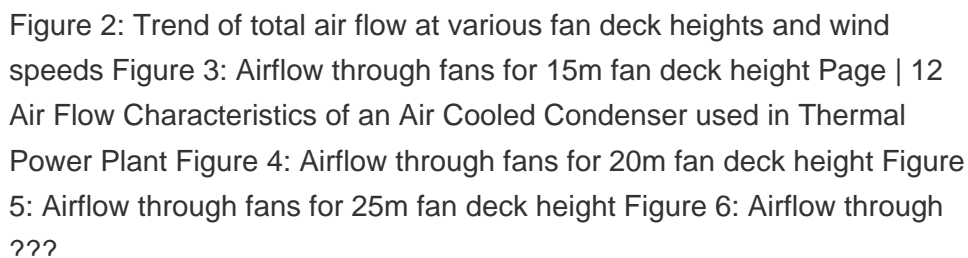 Figure 2: Trend of total air flow at various fan deck heights and wind
speeds Figure 3: Airflow through fans for 15m fan deck height Page | 12
Air Flow Characteristics of an Air Cooled Condenser used in Thermal
Power Plant Figure 4: Airflow through fans for 20m fan deck height Figure
5: Airflow through fans for 25m fan deck height Figure 6: Airflow through
???